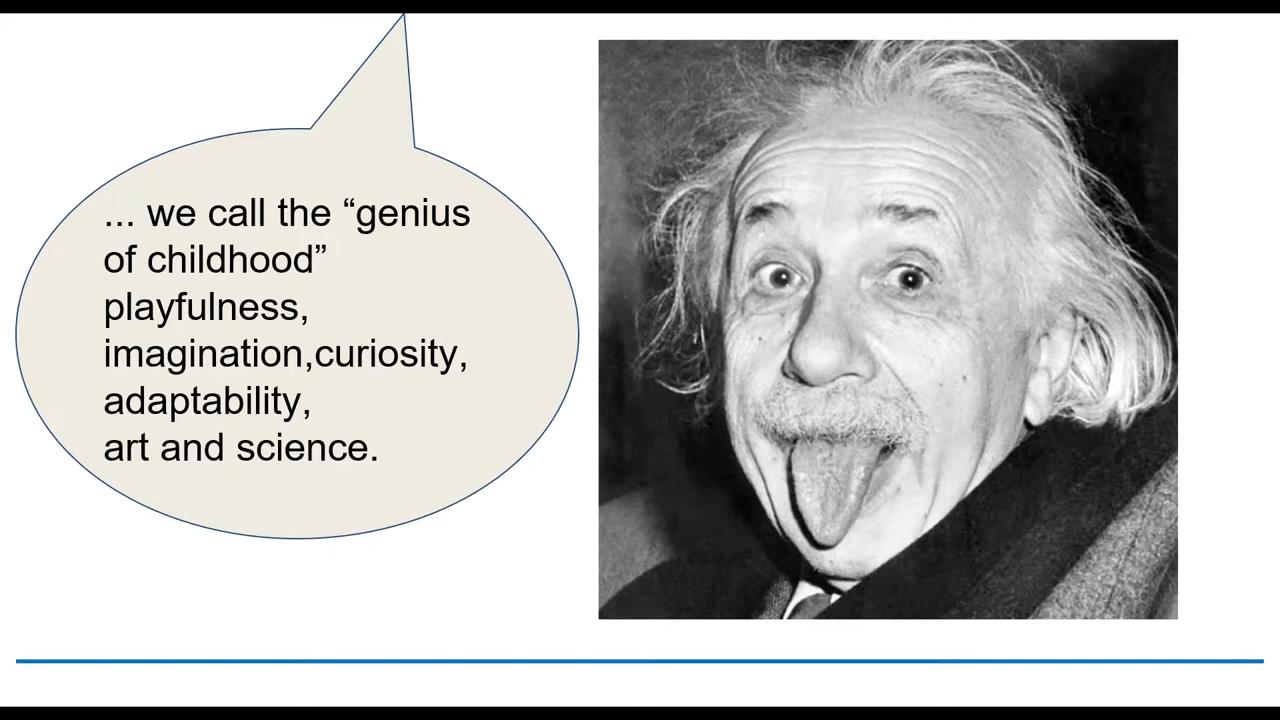 ... we call the “genius
of childhood”
playfulness,
imagination,curiosity,
adaptability,
art and science.